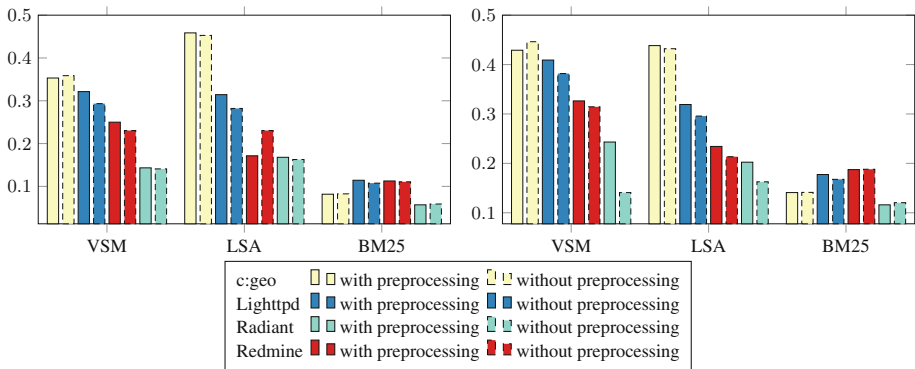 0.5
0.4
0.3
0.2
0.1
VSM LSA BM25
0.5
0.4
0.3
0.2
0.1
VSM LSA BM25
c:geo with preprocessing without preprocessing
Lighttpd with preprocessing without preprocessing
Radiant with preprocessing without preprocessing
Redmine with preprocessing without preprocessing